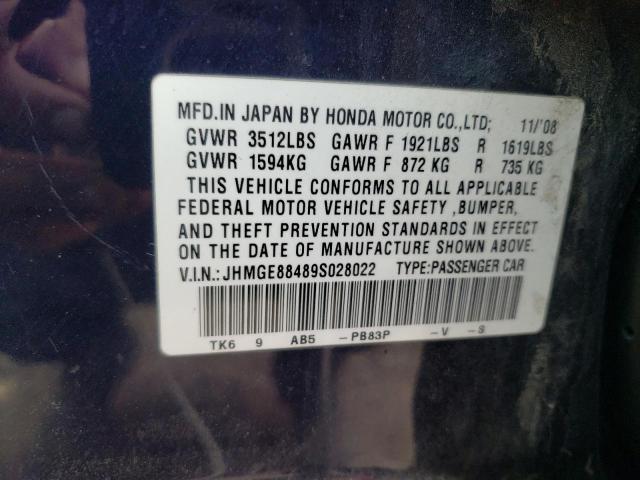 MFD.IN JAPAN BY HONDA MOTOR CO.,LTD; 11/'08
GVWR 3512LBS GAWR F 1921LBS R 1619LBS
GVWR 1594KG GAWR F 872 KG R 735 KG
THIS VEHICLE CONFORMS TO ALL APPLICABLE
FEDERAL MOTOR VEHICLE SAFETY ,BUMPER,
AND THEFT PREVENTION STANDARDS IN EFFECT
ON THE DATE OF MANUFACTURE SHOWN ABOVE.
V.I.N.: JHMGE88489S028022 TYPE:PASSENGER CAR
TK6 9 AB5 -PB83P -V -S